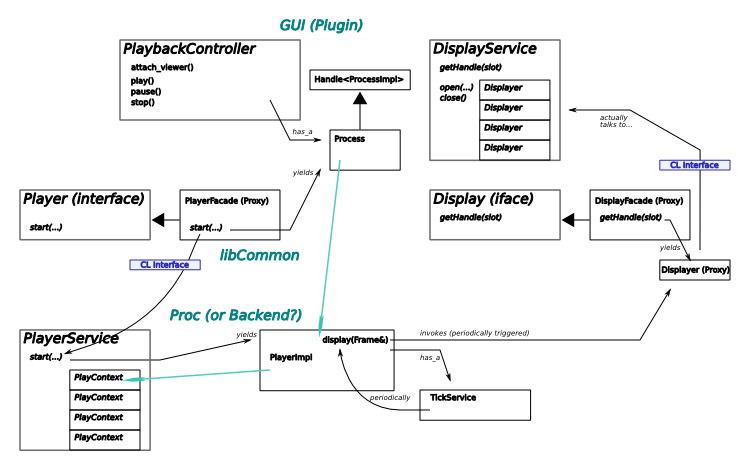 GUI (Plugin)
PlaybackController
attach_viewer()
play()
pause()
stop()
Handle<ProcessImpl>
has_a
Process
yields
DisplayService
getHandle(slot)
open(...)
close()
Displayer
Displayer
Displayer
Displayer
actually
talks to...
CL Interface
Player (interface)
start(...)
PlayerFacade (Proxy)
start(...)
CL Interface
libCommon
Display (iface)
getHandle(slot)
DisplayFacade (Proxy)
getHandle(slot)
yields
Displayer (Proxy)
Proc (or Backend?)
PlayerService
start(...)
PlayContext
PlayContext
PlayContext
PlayContext
yields
display(Frame&)
PlayerImpl
invokes (periodically triggered)
has_a
periodically
TickService